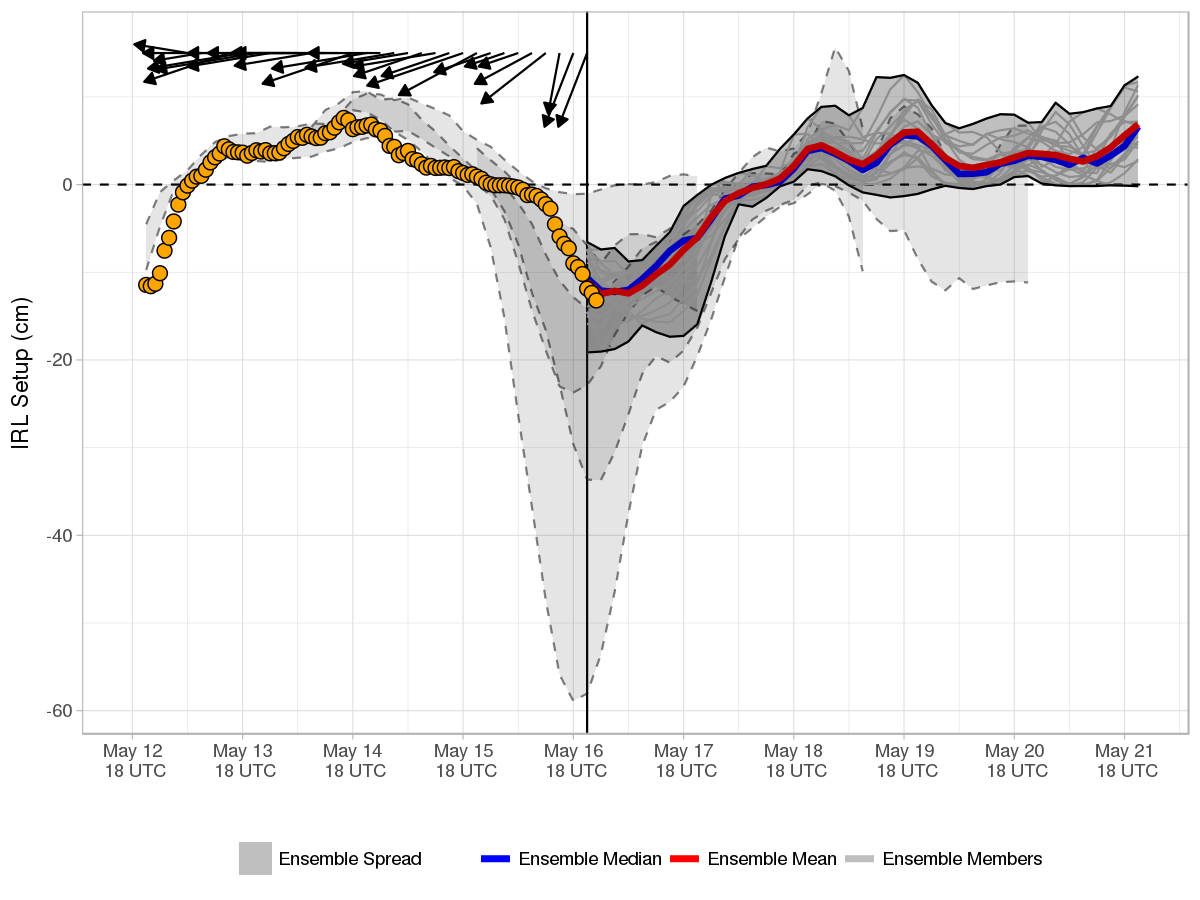 IRL Setup (cm)
0
-20
-40
-60
May 12 May 13 May 14 May 15 May 16 May 17 May 18 May 19 May 20 May 21
18 UTC 18 UTC 18 UTC 18 UTC 18 UTC 18 UTC 18 UTC 18 UTC 18 UTC 18 UTC
Ensemble Spread Ensemble Median Ensemble Mean Ensemble Members